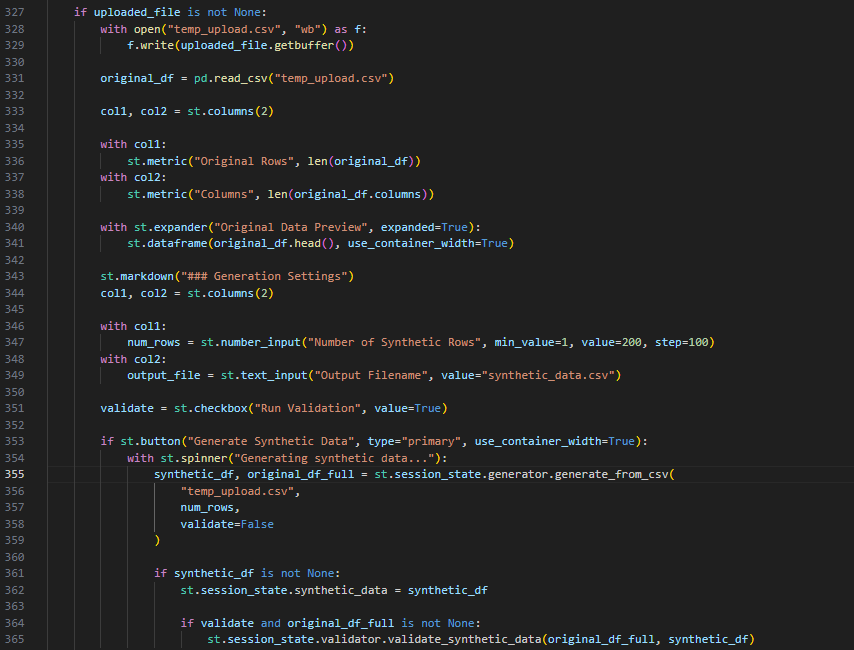 327 if uploaded_file is not None:
328 with open("temp_upload.csv", "wb") as f:
329 f.write(uploaded_file.getbuffer())
330
331 original_df = pd.read_csv("temp_upload.csv")
332
333 col1, col2 = st.columns(2)
334
335 with col1:
336 st.metric("Original Rows", len(original_df))
337 with col2:
338 st.metric("Columns", len(original_df.columns))
339
340 with st.expander("Original Data Preview", expanded=True):
341 st.dataframe(original_df.head(), use_container_width=True)
342
343 st.markdown("### Generation Settings")
344 col1, col2 = st.columns(2)
345
346 with col1:
347 num_rows = st.number_input("Number of Synthetic Rows", min_value=1, value=200, step=100)
348 with col2:
349 output_file = st.text_input("Output Filename", value="synthetic_data.csv")
350
351 validate = st.checkbox("Run Validation", value=True)
352
353 if st.button("Generate Synthetic Data", type="primary", use_container_width=True):
354 with st.spinner("Generating synthetic data..."):
355 synthetic_df, original_df_full = st.session_state.generator.generate_from_csv(
356 "temp_upload.csv",
357 num_rows,
358 validate=False
359 )
360
361 if synthetic_df is not None:
362 st.session_state.synthetic_data = synthetic_df
363
364 if validate and original_df_full is not None:
365 st.session_state.validator.validate_synthetic_data(original_df_full, synthetic_df)